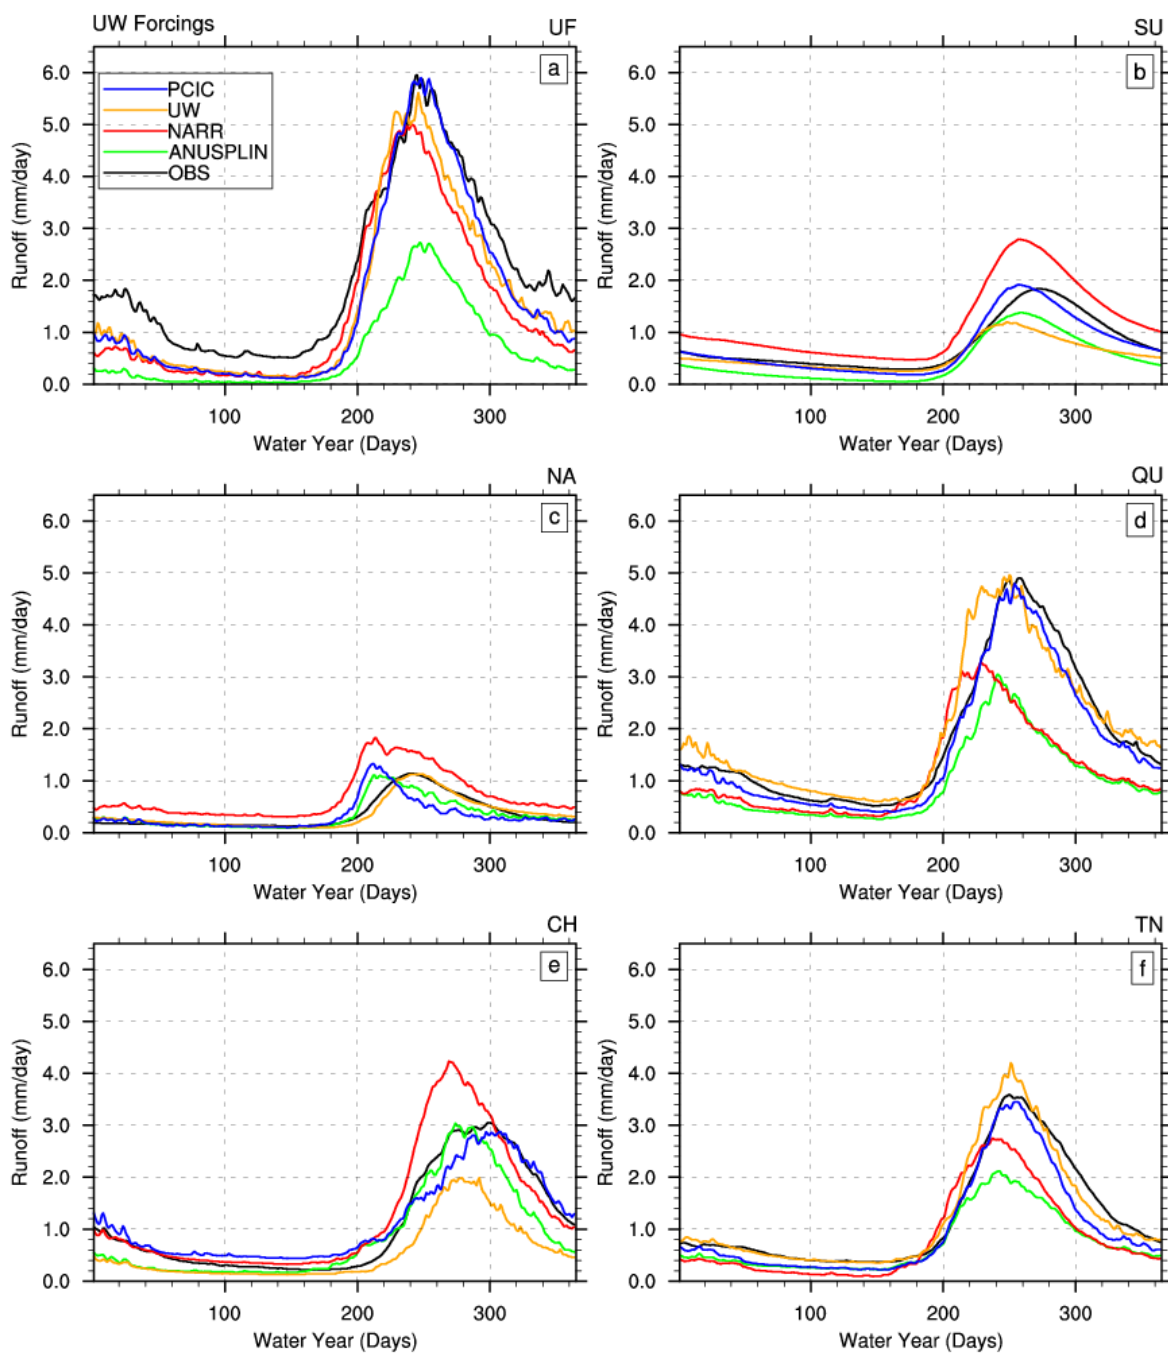 UW Forcings UF
a
6.0
5.0
4.0
3.0
2.0
1.0
0.0
Runoff (mm/day)
PCIC
UW
NARR
ANUSPLIN
OBS
100 200 300
Water Year (Days)
SU
b
6.0
5.0
4.0
3.0
2.0
1.0
0.0
Runoff (mm/day)
100 200 300
Water Year (Days)
NA
c
6.0
5.0
4.0
3.0
2.0
1.0
0.0
Runoff (mm/day)
100 200 300
Water Year (Days)
QU
d
6.0
5.0
4.0
3.0
2.0
1.0
0.0
Runoff (mm/day)
100 200 300
Water Year (Days)
CH
e
6.0
5.0
4.0
3.0
2.0
1.0
0.0
Runoff (mm/day)
100 200 300
Water Year (Days)
TN
f
6.0
5.0
4.0
3.0
2.0
1.0
0.0
Runoff (mm/day)
100 200 300
Water Year (Days)